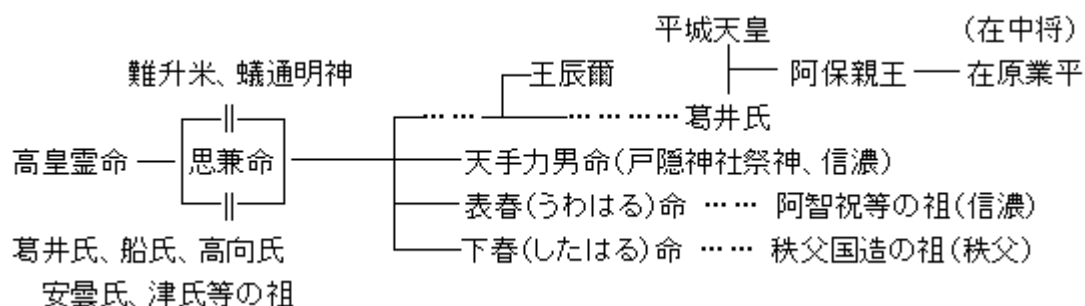 平城天皇 (在中将)
難升米、蟻通明神 王辰爾 阿保親王 在原業平
…… ………… 葛井氏
高皇霊命 思兼命 天手力男命(戸隠神社祭神、信濃)
表春(うわはる)命 …… 阿智祝等の祖(信濃)
葛井氏、船氏、高向氏 下春(したはる)命 …… 秩父国造の祖(秩父)
安曇氏、津氏等の祖